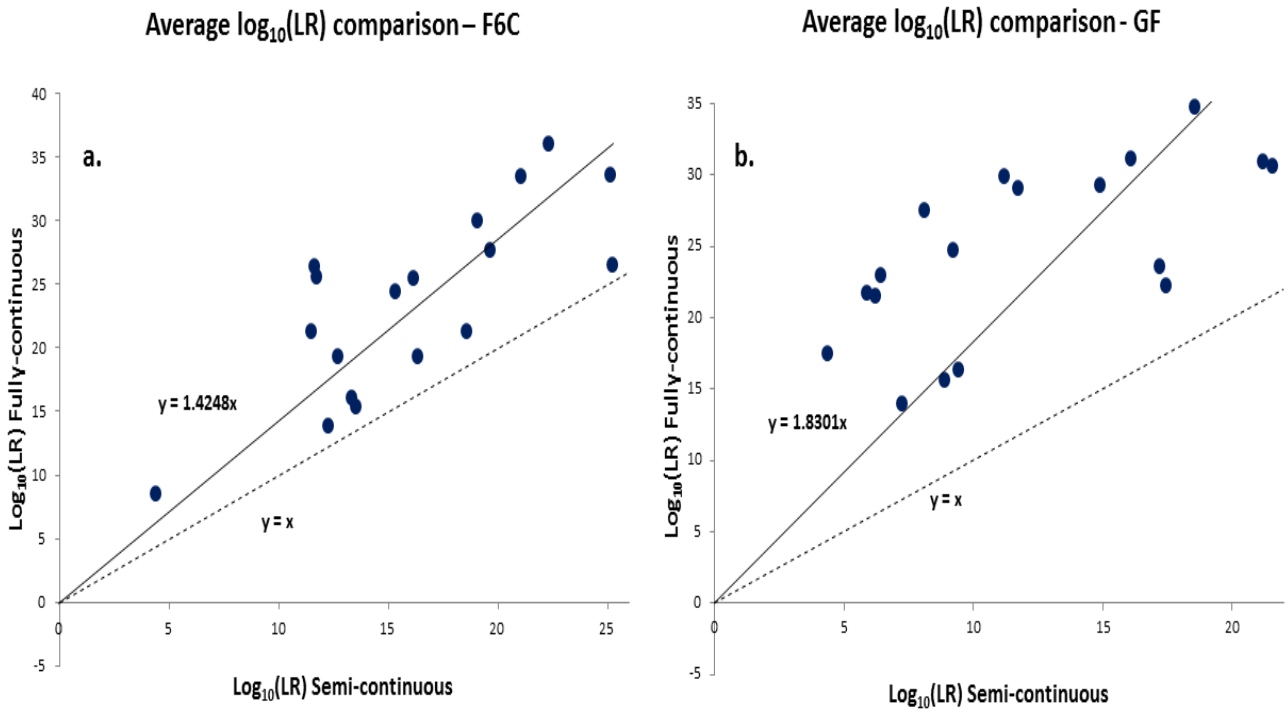 Average log₁₀(LR) comparison – F6C
40
35
30
25
20
15
10
5
0
-5
a.
y = 1.4248x
y = x
0 5 10 15 20 25
Log₁₀(LR) Fully-continuous
Log₁₀(LR) Semi-continuous
Average log₁₀(LR) comparison - GF
35
30
25
20
15
10
5
0
-5
b.
y = 1.8301x
y = x
0 5 10 15 20
Log₁₀(LR) Fully-continuous
Log₁₀(LR) Semi-continuous